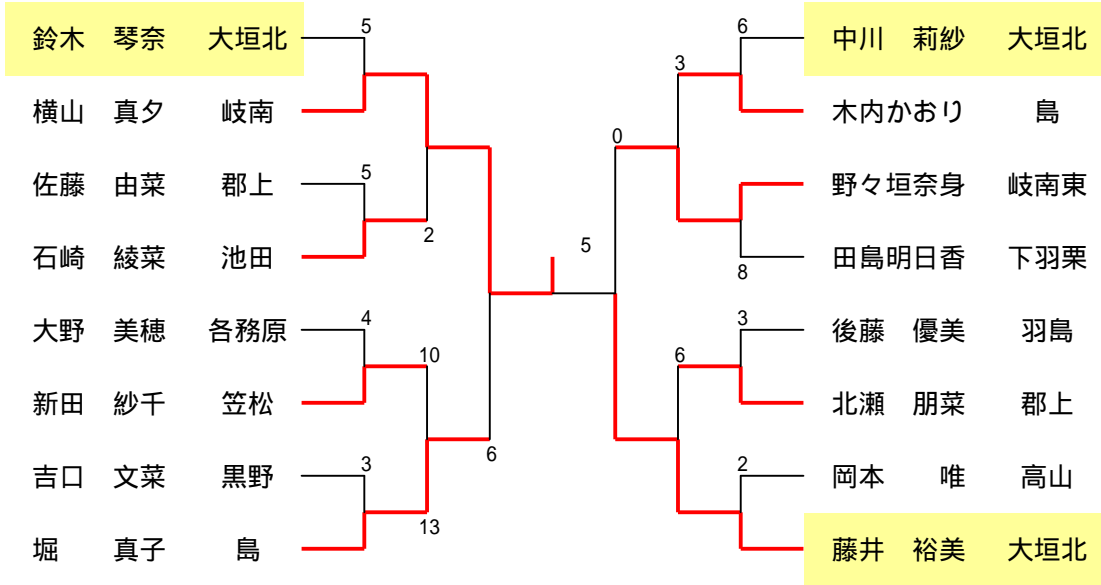 鈴木　琴奈　大垣北 5 6 中川　莉紗　大垣北
3
横山　真夕　岐南 木内かおり　島
0
佐藤　由菜　郡上 5 野々垣奈身　岐南東
2 5
石崎　綾菜　池田 8 田島明日香　下羽栗
大野　美穂　各務原 4 3 後藤　優美　羽島
10 6
新田　紗千　笠松 北瀬　朋菜　郡上
6
吉口　文菜　黒野 3 2 岡本　唯　高山
13
堀　真子　島 藤井　裕美　大垣北